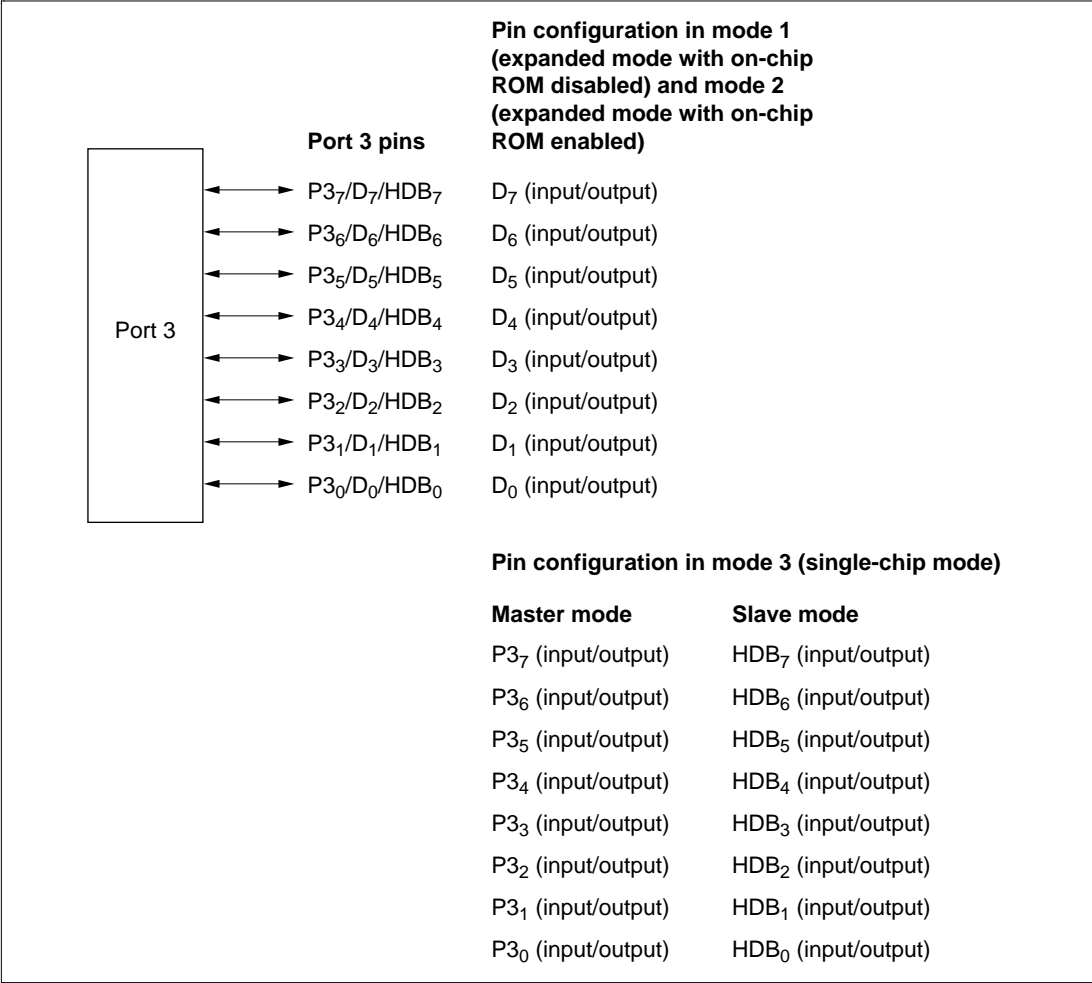 Pin configuration in mode 1
(expanded mode with on-chip
ROM disabled) and mode 2
(expanded mode with on-chip
Port 3 pins ROM enabled)
P3₇/D₇/HDB₇ D₇ (input/output)
P3₆/D₆/HDB₆ D₆ (input/output)
P3₅/D₅/HDB₅ D₅ (input/output)
P3₄/D₄/HDB₄ D₄ (input/output)
Port 3
P3₃/D₃/HDB₃ D₃ (input/output)
P3₂/D₂/HDB₂ D₂ (input/output)
P3₁/D₁/HDB₁ D₁ (input/output)
P3₀/D₀/HDB₀ D₀ (input/output)
Pin configuration in mode 3 (single-chip mode)
Master mode Slave mode
P3₇ (input/output) HDB₇ (input/output)
P3₆ (input/output) HDB₆ (input/output)
P3₅ (input/output) HDB₅ (input/output)
P3₄ (input/output) HDB₄ (input/output)
P3₃ (input/output) HDB₃ (input/output)
P3₂ (input/output) HDB₂ (input/output)
P3₁ (input/output) HDB₁ (input/output)
P3₀ (input/output) HDB₀ (input/output)